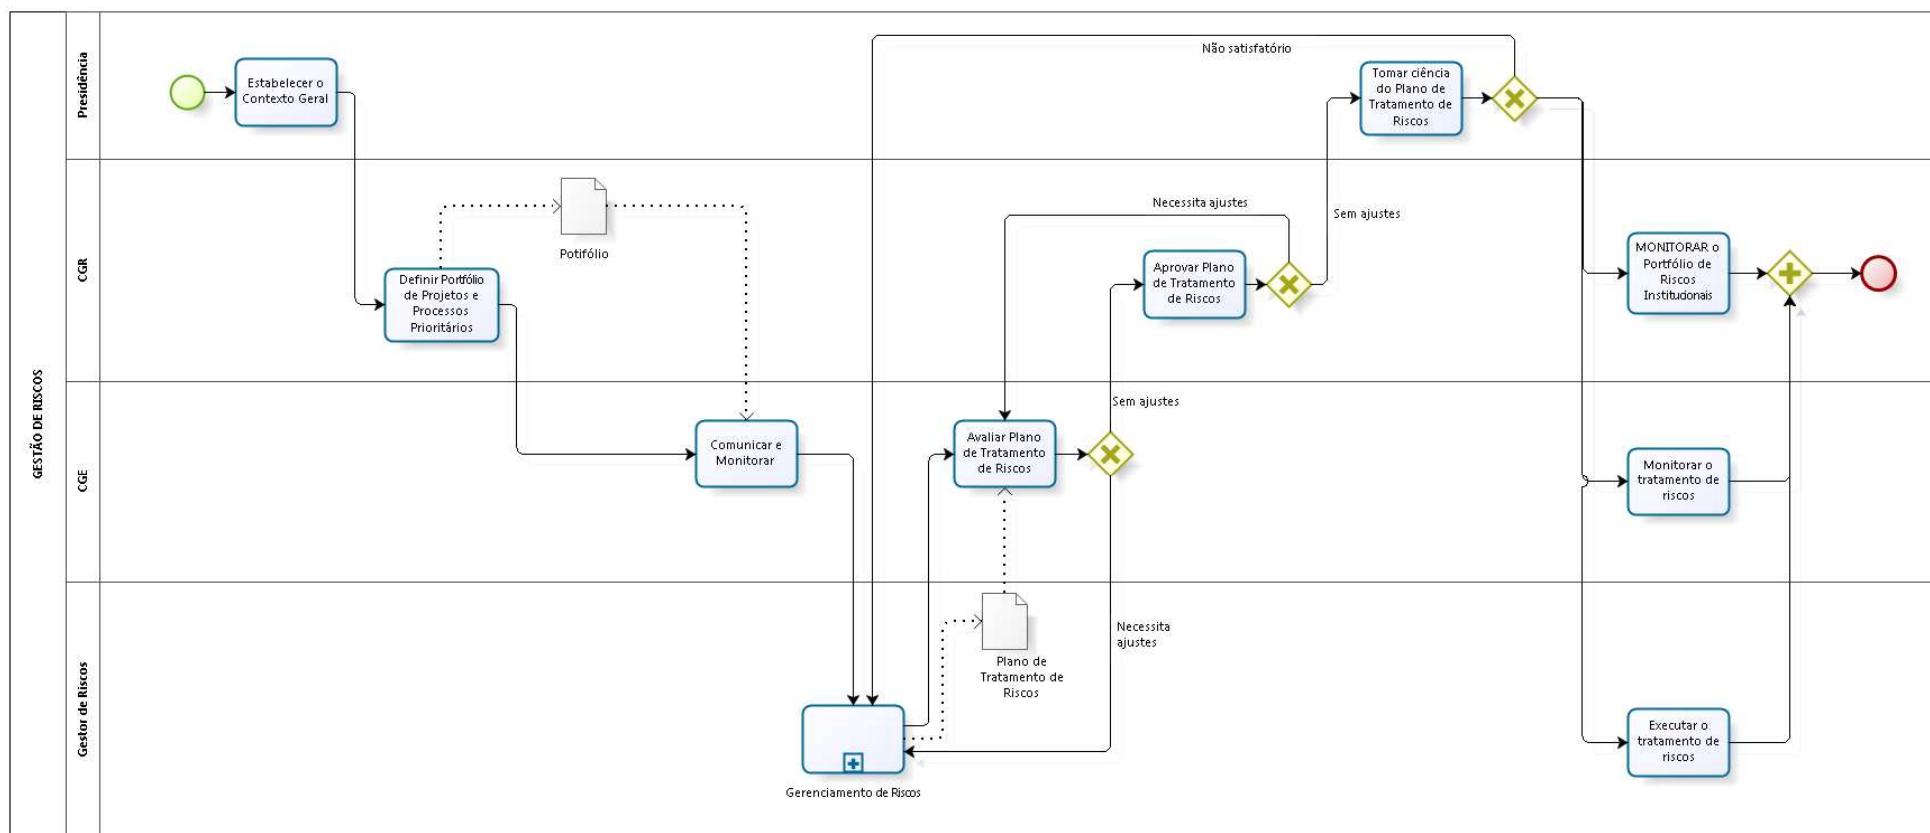 GESTÃO DE RISCOS
Presidência
Estabelecer o
Contexto Geral
Não satisfatório
Tomar ciência
do Plano de
Tratamento de
Riscos
CGR
Potifólio
Definir Portfólio
de Projetos e
Processos
Prioritários
Necessita ajustes
Sem ajustes
Aprovar Plano
de Tratamento
de Riscos
MONITORAR o
Portfólio de
Riscos
Institucionais
CGE
Sem ajustes
Comunicar e
Monitorar
Avaliar Plano
de Tratamento
de Riscos
Monitorar o
tratamento de
riscos
Gestor de Riscos
Necessita
ajustes
Plano de
Tratamento de
Riscos
Gerenciamento de Riscos
Executar o
tratamento de
riscos